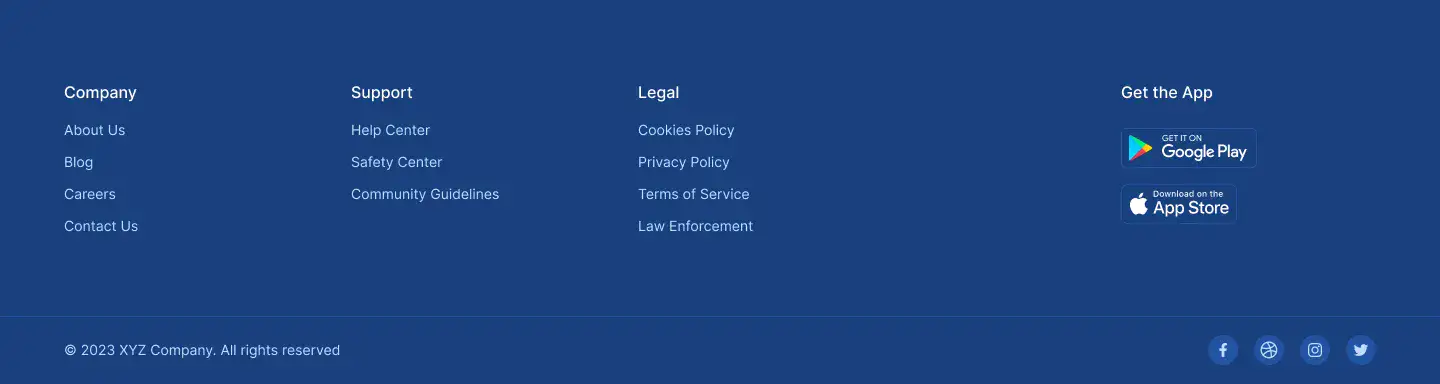 Company
About Us
Blog
Careers
Contact Us
Support
Help Center
Safety Center
Community Guidelines
Legal
Cookies Policy
Privacy Policy
Terms of Service
Law Enforcement
Get the App
GET IT ON
Google Play
Download on the
App Store
© 2023 XYZ Company. All rights reserved